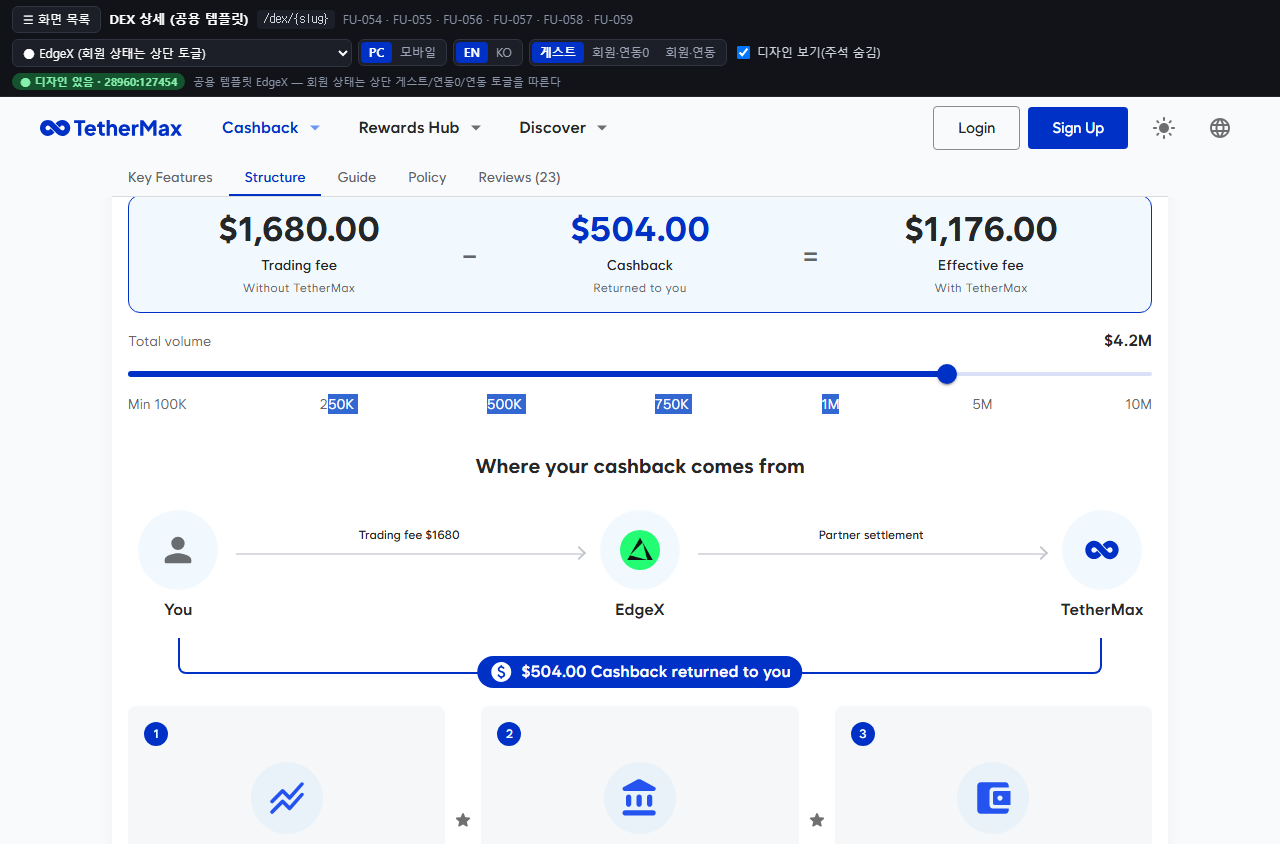 ☰ 화면 목록 DEX 상세 (공용 템플릿) /dex/{slug} FU-054 · FU-055 · FU-056 · FU-057 · FU-058 · FU-059
● EdgeX (회원 상태는 상단 토글) PC 모바일 EN KO 게스트 회원·연동0 회원·연동 디자인 보기(주석 숨김)
● 디자인 있음 · 28960:127454 공용 템플릿 EdgeX — 회원 상태는 상단 게스트/연동0/연동 토글을 따른다
TetherMax Cashback Rewards Hub Discover Login Sign Up
Key Features Structure Guide Policy Reviews (23)
$1,680.00 – $504.00 = $1,176.00
Trading fee Cashback Effective fee
Without TetherMax Returned to you With TetherMax
Total volume $4.2M
Min 100K 250K 500K 750K 1M 5M 10M
Where your cashback comes from
Trading fee $1680 Partner settlement
You EdgeX TetherMax
$ $504.00 Cashback returned to you
1 2 3